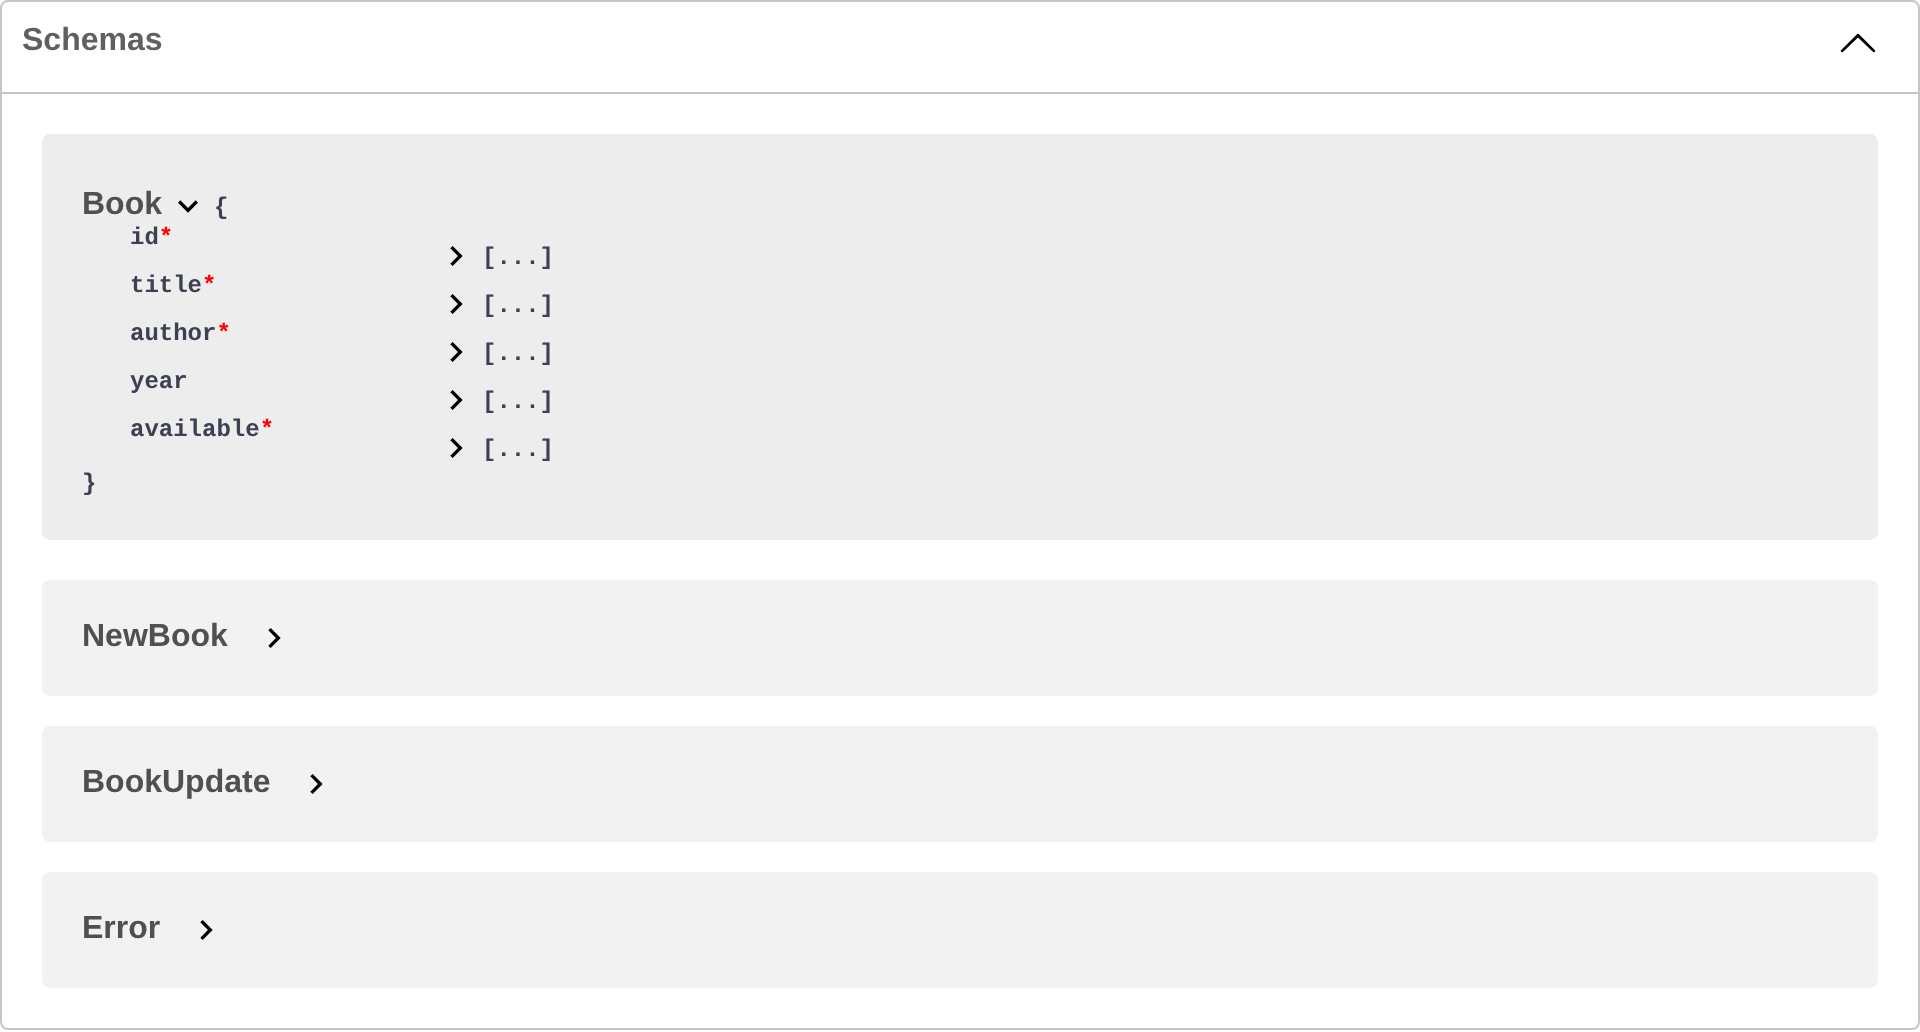 Schemas
Book {
id* [...]
title* [...]
author* [...]
year [...]
available* [...]
}
NewBook
BookUpdate
Error